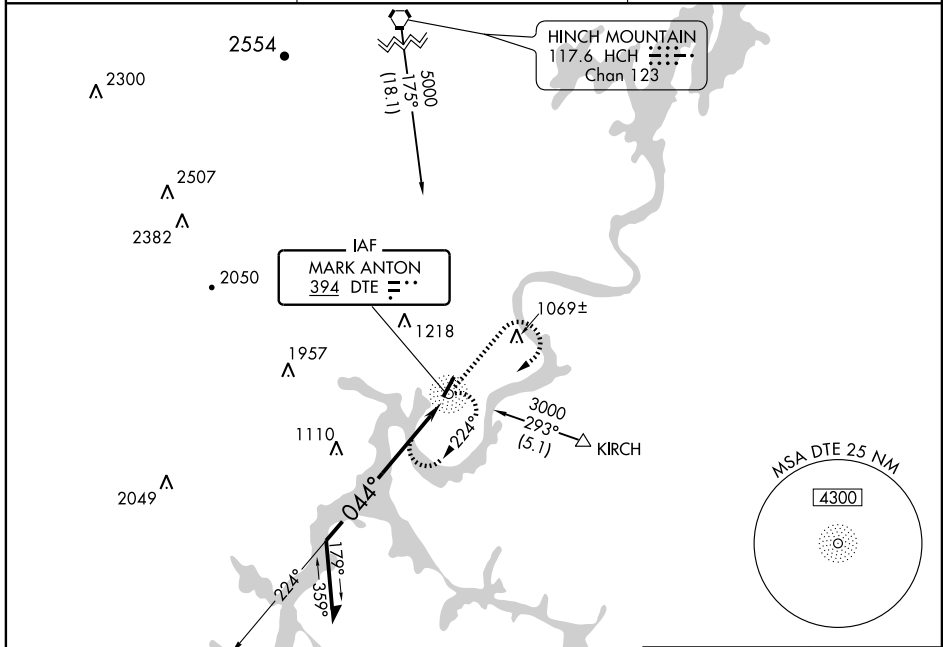 2554
HINCH MOUNTAIN
117.6 HCH
Chan 123
2300
5000
175°
(18.1)
2507
2382
2050
IAF
MARK ANTON
394 DTE
1218
1069±
1957
3000
293°
(5.1)
KIRCH
224°
1110
MSA DTE 25 NM
4300
2049
044°
179°
359°
224°